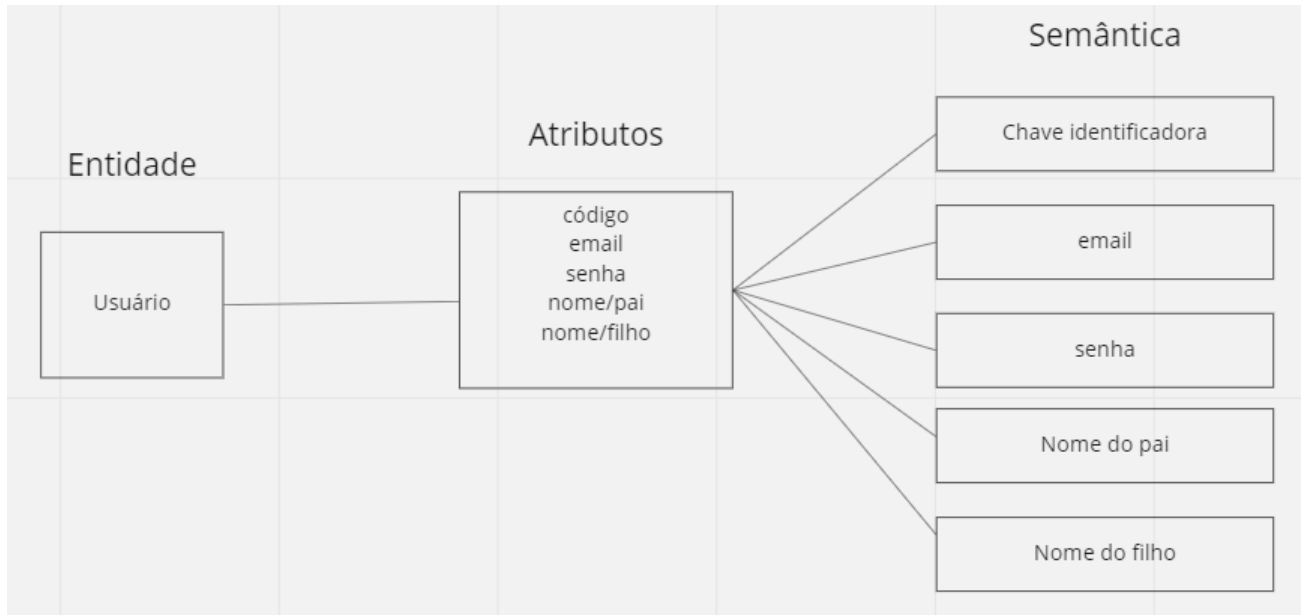 Entidade
Usuário
Atributos
código
email
senha
nome/pai
nome/filho
Semântica
Chave identificadora
email
senha
Nome do pai
Nome do filho